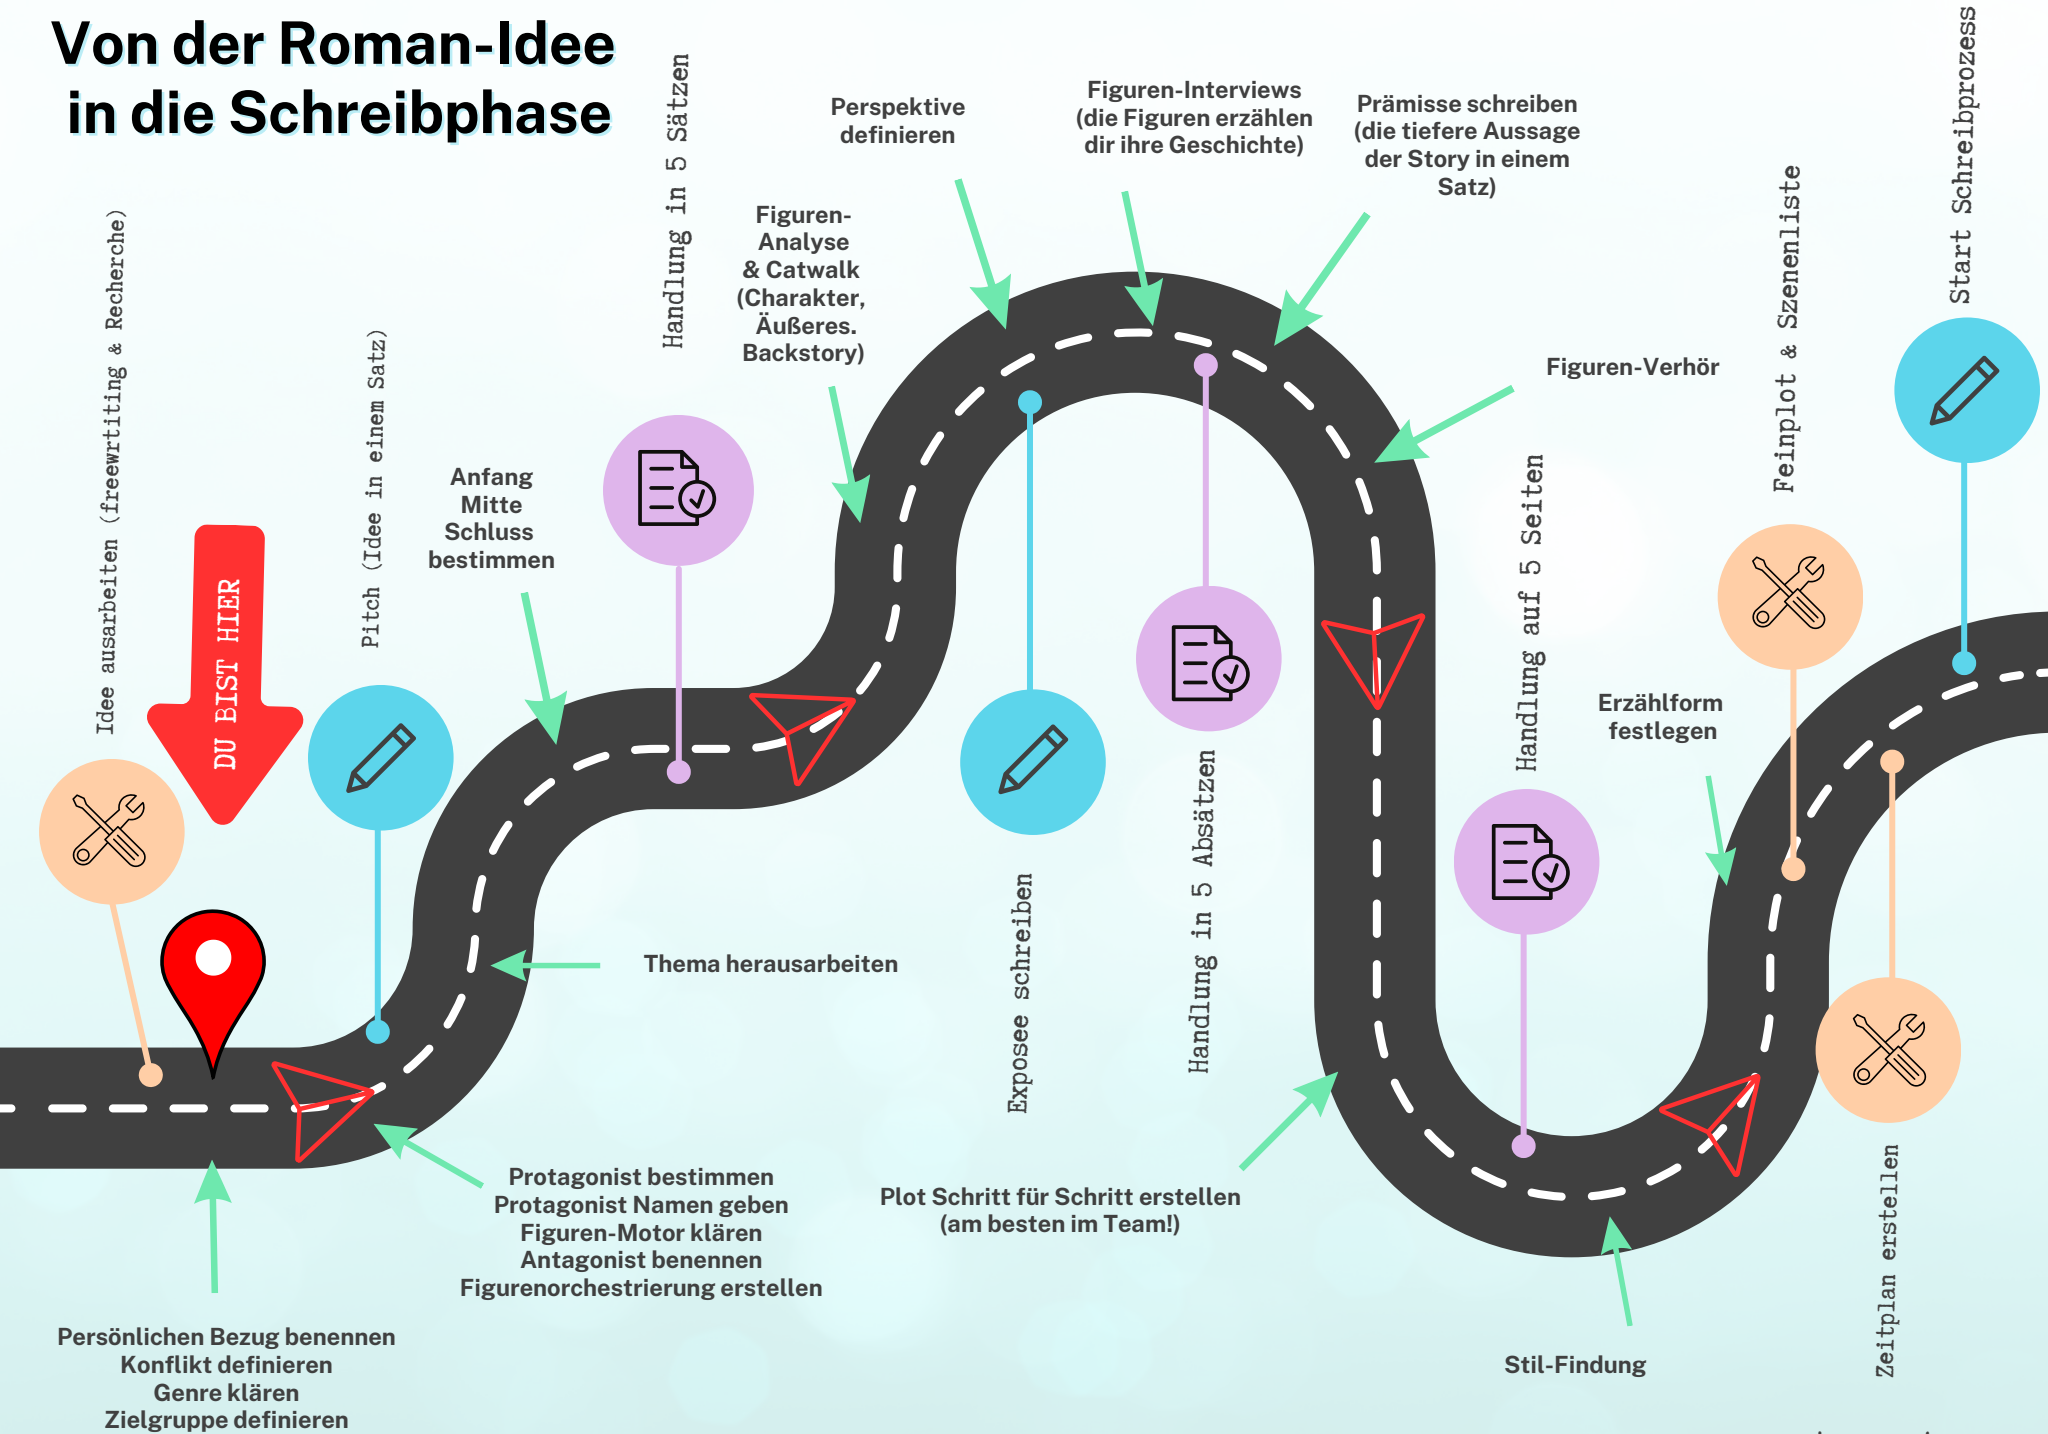 Von der Roman-Idee
in die Schreibphase
Idee ausarbeiten (freewrtiting & Recherche)
DU BIST HIER
Persönlichen Bezug benennen
Konflikt definieren
Genre klären
Zielgruppe definieren
Pitch (Idee in einem Satz)
Protagonist bestimmen
Protagonist Namen geben
Figuren-Motor klären
Antagonist benennen
Figurenorchestrierung erstellen
Thema herausarbeiten
Anfang
Mitte
Schluss
bestimmen
Handlung in 5 Sätzen
Figuren-
Analyse
& Catwalk
(Charakter,
Äußeres.
Backstory)
Perspektive
definieren
Exposee schreiben
Figuren-Interviews
(die Figuren erzählen
dir ihre Geschichte)
Handlung in 5 Absätzen
Prämisse schreiben
(die tiefere Aussage
der Story in einem
Satz)
Figuren-Verhör
Plot Schritt für Schritt erstellen
(am besten im Team!)
Handlung auf 5 Seiten
Stil-Findung
Erzählform
festlegen
Feinplot & Szenenliste
Zeitplan erstellen
Start Schreibprozess